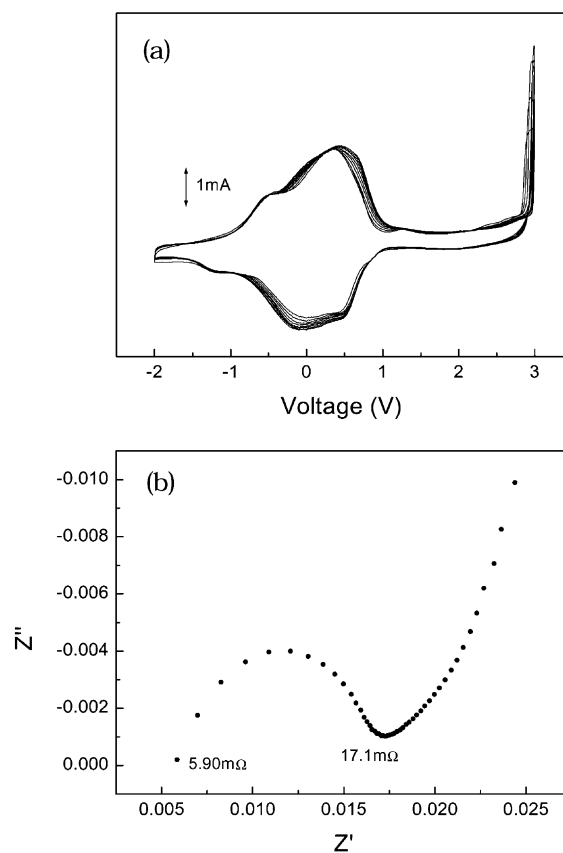 (a)
1mA
-2 -1 0 1 2 3
Voltage (V)
(b)
-0.010
-0.008
-0.006
-0.004
-0.002
0.000
Z"
5.90mΩ
17.1mΩ
0.005 0.010 0.015 0.020 0.025
Z'